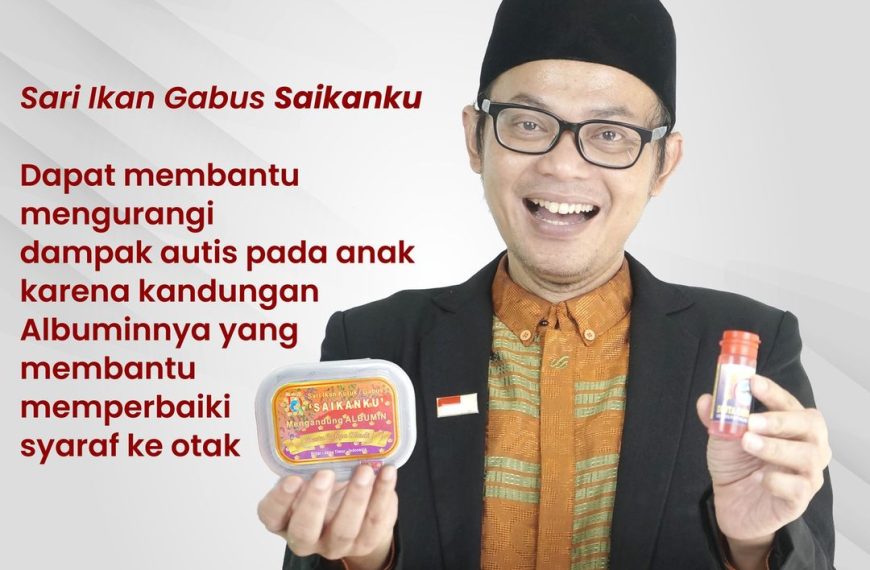 Sari Ikan Gabus Saikanku
Dapat membantu
mengurangi
dampak autis pada anak
karena kandungan
Albuminnya yang
membantu
memperbaiki
syaraf ke otak
'SAIKANKU'
Mengandung ALBUMIN